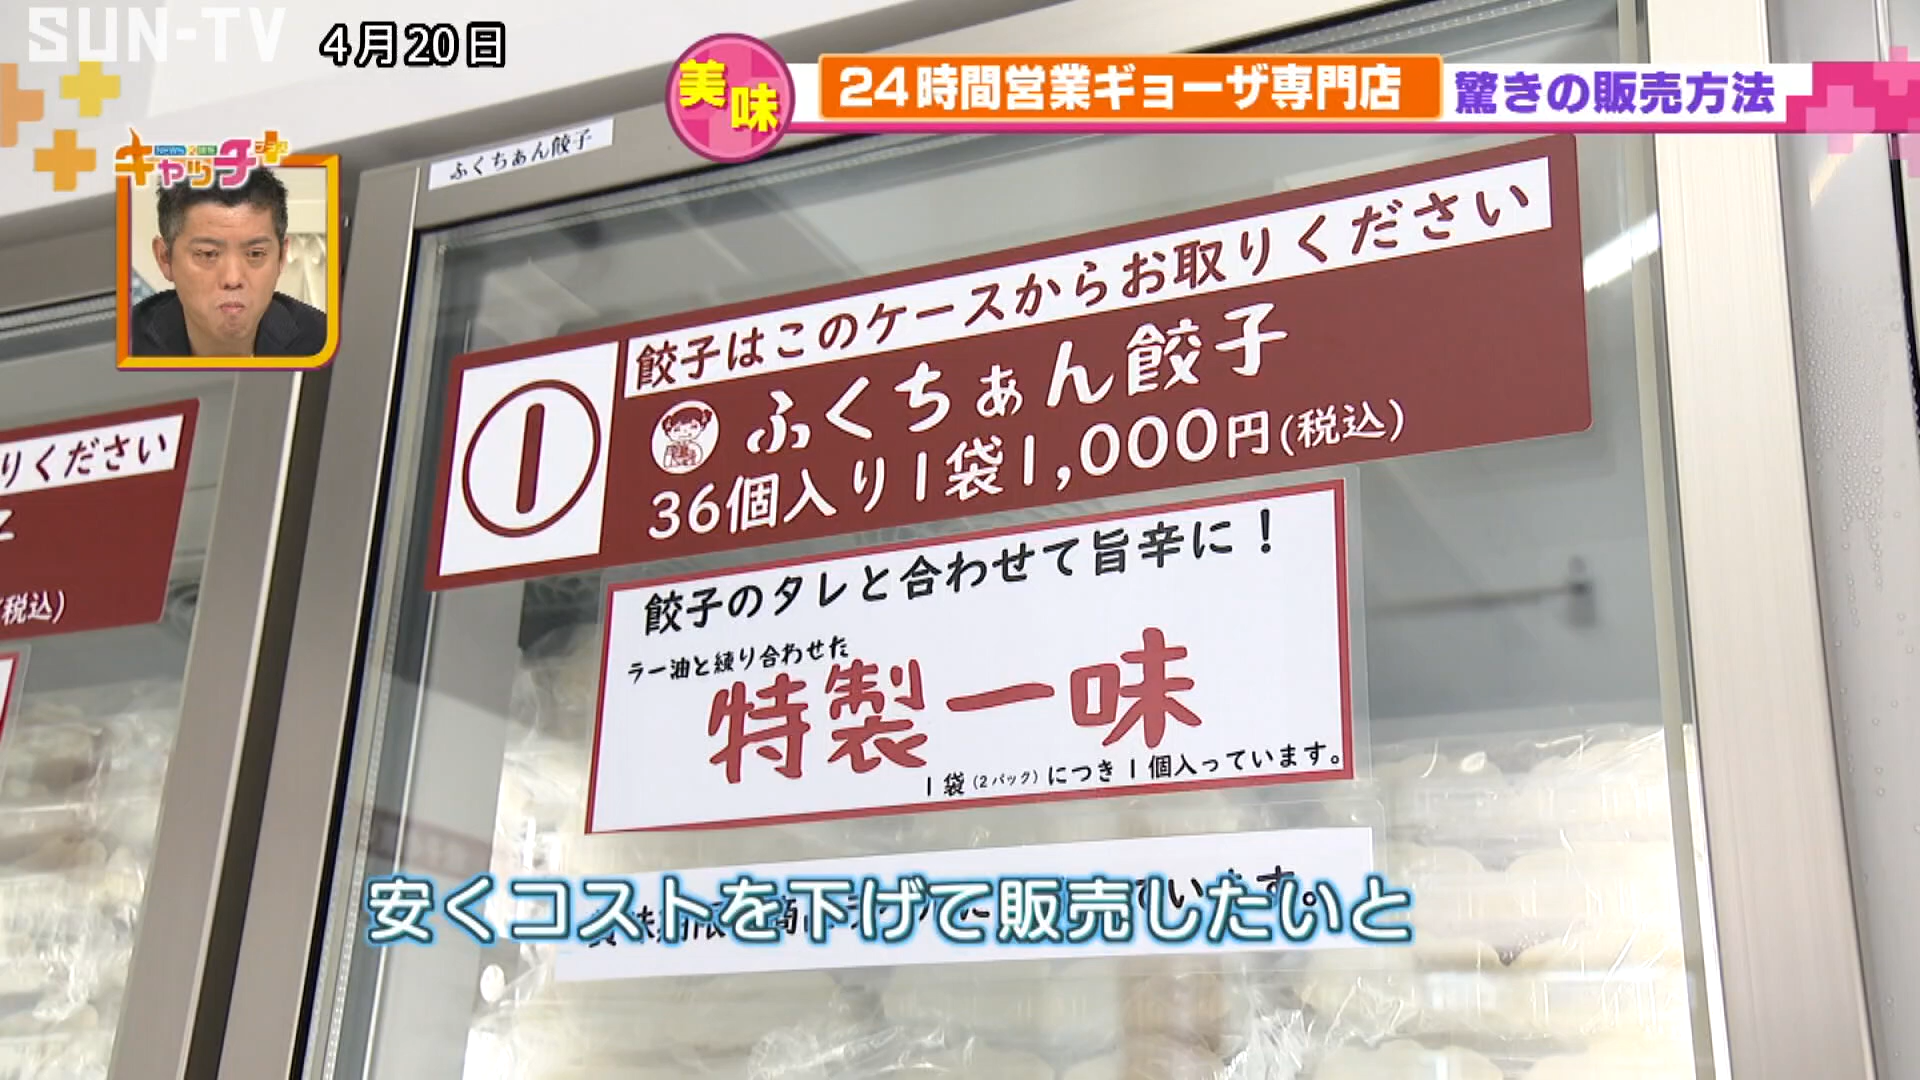 SUN-TV
4月20日
美味
24時間営業ギョーザ専門店
驚きの販売方法
NEWS×情報
キャッチプラス
ふくちぁん餃子
餃子はこのケースからお取りください
①
ふくちぁん餃子
36個入り1袋1,000円(税込)
りください
(税込)
餃子のタレと合わせて旨辛に!
ラー油と練り合わせた
特製一味
1袋(2パック)につき1個入っています。
安くコストを下げて販売したいと